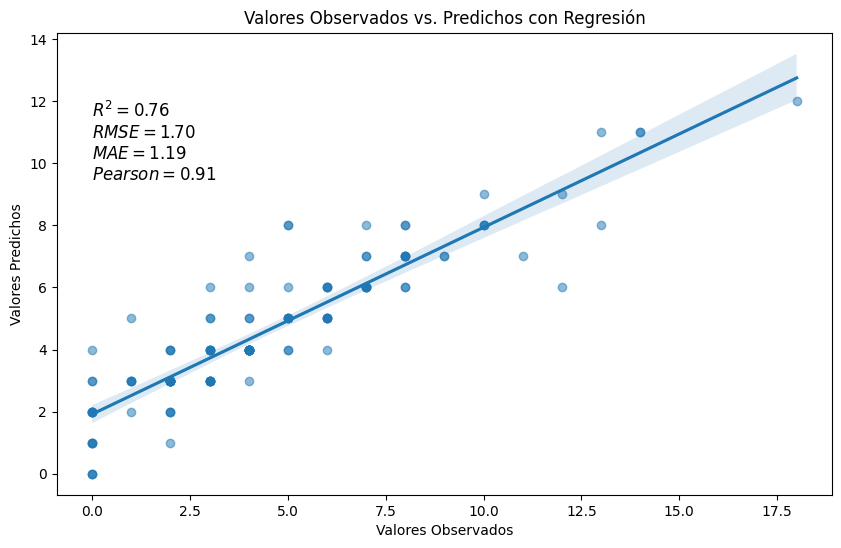 Valores Observados vs. Predichos con Regresión
14
12
10
8
6
4
2
0
Valores Predichos
R² = 0.76
RMSE = 1.70
MAE = 1.19
Pearson = 0.91
0.0 2.5 5.0 7.5 10.0 12.5 15.0 17.5
Valores Observados